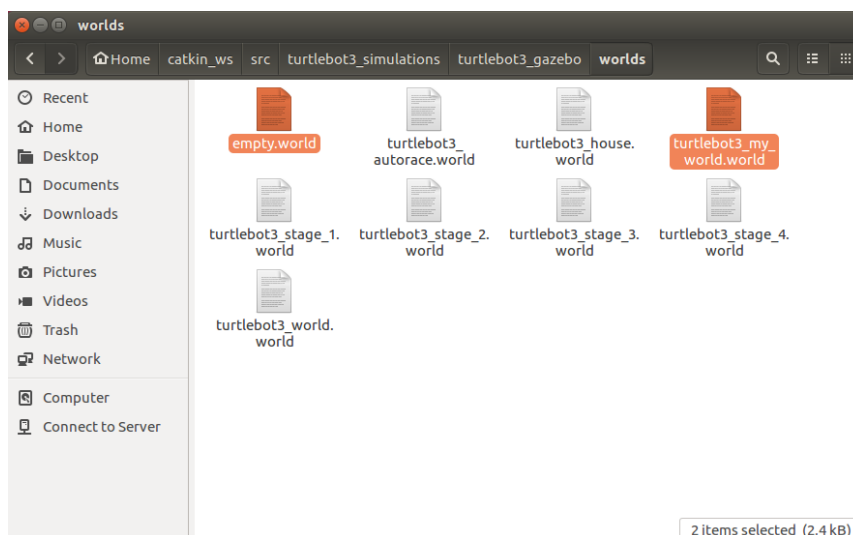 worlds
Home catkin_ws src turtlebot3_simulations turtlebot3_gazebo worlds
Recent
Home
Desktop
Documents
Downloads
Music
Pictures
Videos
Trash
Network
Computer
Connect to Server
empty.world
turtlebot3_
autorace.world
turtlebot3_house.
world
turtlebot3_my_
world.world
turtlebot3_stage_1.
world
turtlebot3_stage_2.
world
turtlebot3_stage_3.
world
turtlebot3_stage_4.
world
turtlebot3_world.
world
2 items selected (2.4 kB)